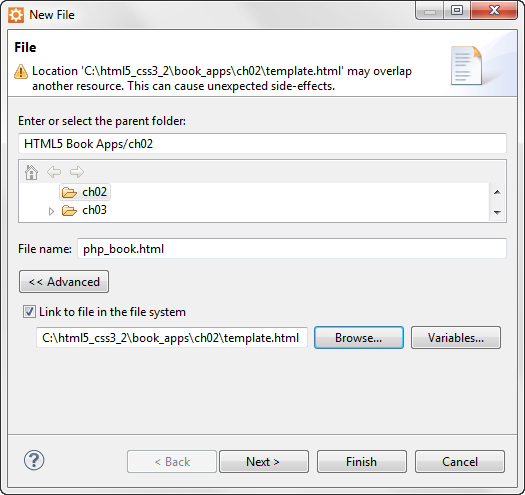 New File
File
Location 'C:\html5_css3_2\book_apps\ch02\template.html' may overlap
another resource. This can cause unexpected side-effects.
Enter or select the parent folder:
HTML5 Book Apps/ch02
ch02
ch03
File name: php_book.html
<< Advanced
Link to file in the file system
C:\html5_css3_2\book_apps\ch02\template.html Browse... Variables...
? < Back Next > Finish Cancel